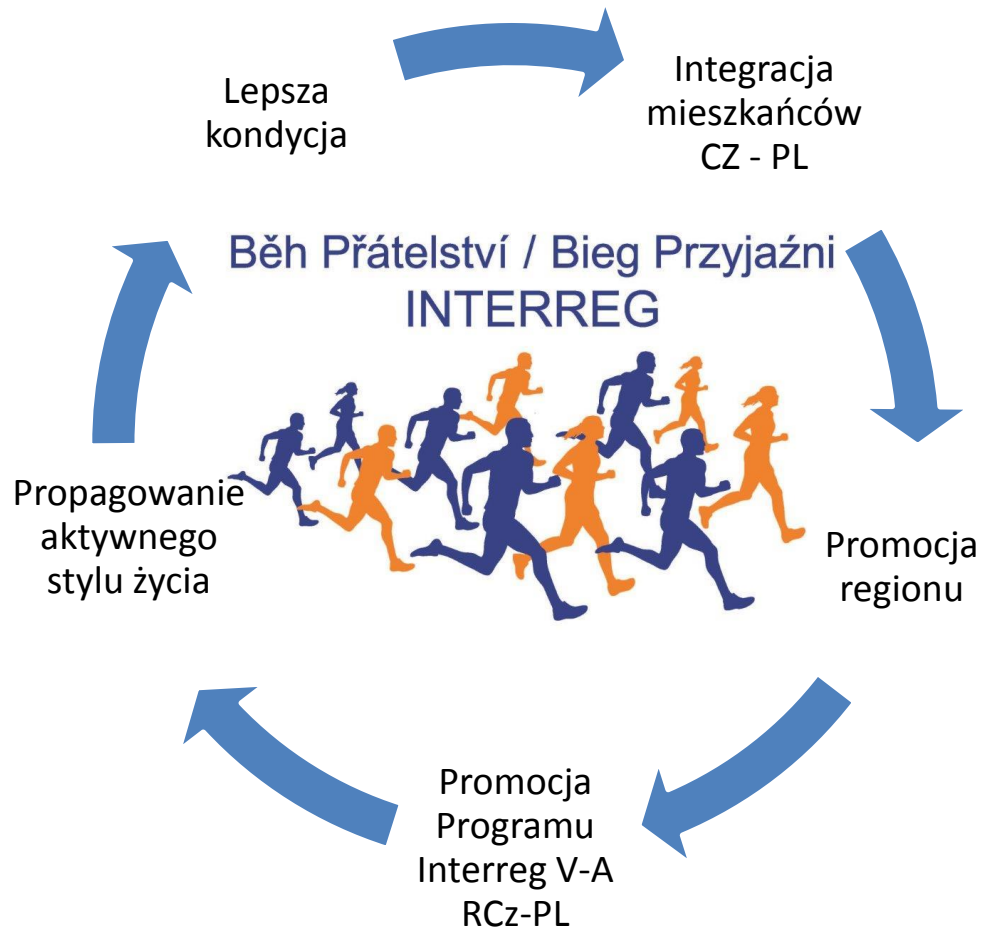 Lepsza
kondycja
Integracja
mieszkańców
CZ - PL
Běh Přátelství / Bieg Przyjaźni
INTERREG
Propagowanie
aktywnego
stylu życia
Promocja
regionu
Promocja
Programu
Interreg V-A
RCz-PL